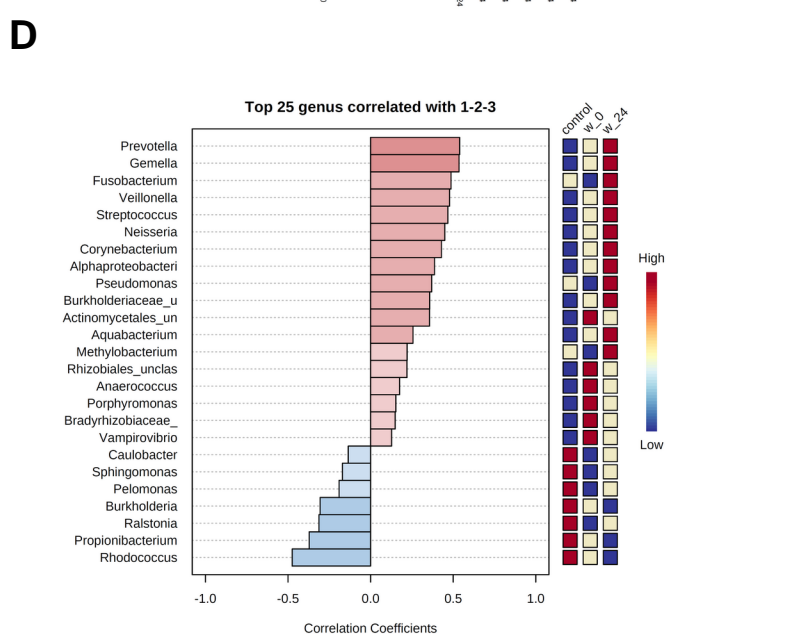 D
Top 25 genus correlated with 1-2-3
control
w_0
w_24
Prevotella
Gemella
Fusobacterium
Veillonella
Streptococcus
Neisseria
Corynebacterium
Alphaproteobacteri
Pseudomonas
Burkholderiaceae_u
Actinomycetales_un
Aquabacterium
Methylobacterium
Rhizobiales_unclas
Anaerococcus
Porphyromonas
Bradyrhizobiaceae_
Vampirovibrio
Caulobacter
Sphingomonas
Pelomonas
Burkholderia
Ralstonia
Propionibacterium
Rhodococcus
High
Low
-1.0 -0.5 0.0 0.5 1.0
Correlation Coefficients